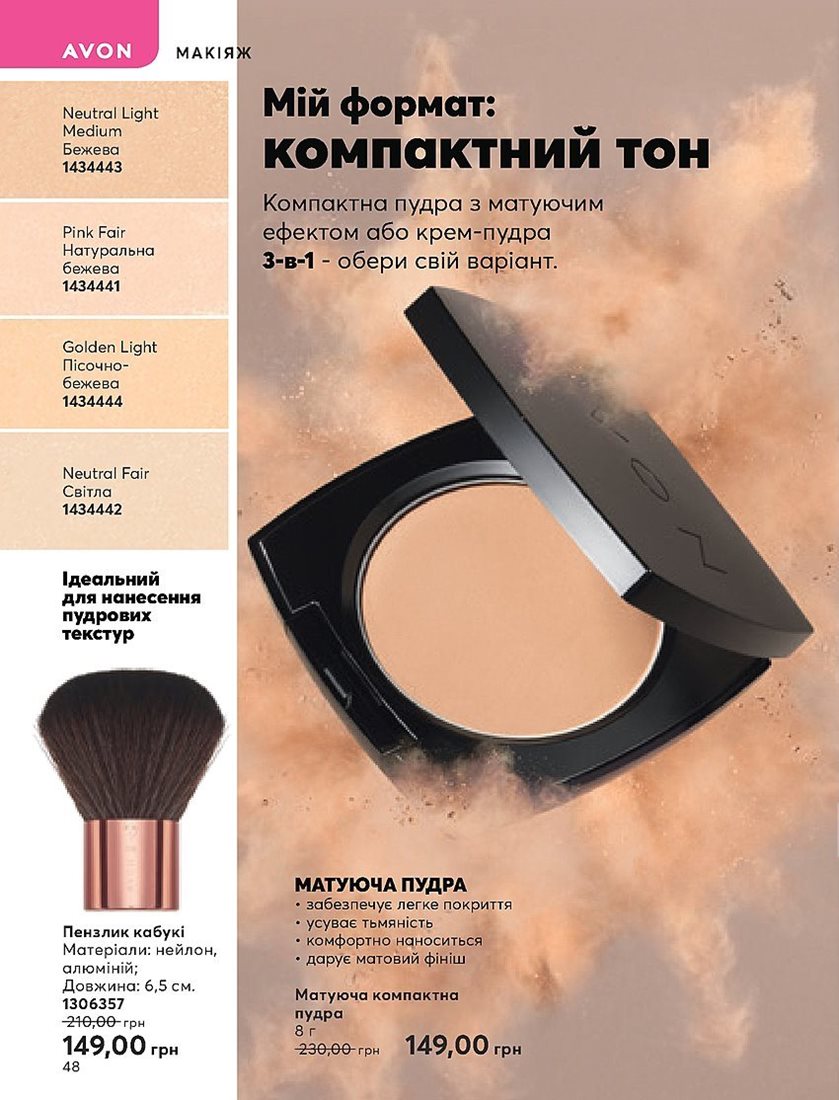 AVON
МАКІЯЖ
Neutral Light
Medium
Бежева
1434443
Pink Fair
Натуральна
бежева
1434441
Golden Light
Пісочно-
бежева
1434444
Neutral Fair
Світла
1434442
Мій формат:
компактний тон
Компактна пудра з матуючим
ефектом або крем-пудра
3-в-1 - обери свій варіант.
AVON
Ідеальний
для нанесення
пудрових
текстур
Пензлик кабукі
Матеріали: нейлон,
алюміній;
Довжина: 6,5 см.
1306357
210,00 грн
149,00 грн
48
МАТУЮЧА ПУДРА
• забезпечує легке покриття
• усуває тьмяність
• комфортно наноситься
• дарує матовий фініш
Матуюча компактна
пудра
8 г
230,00 грн 149,00 грн